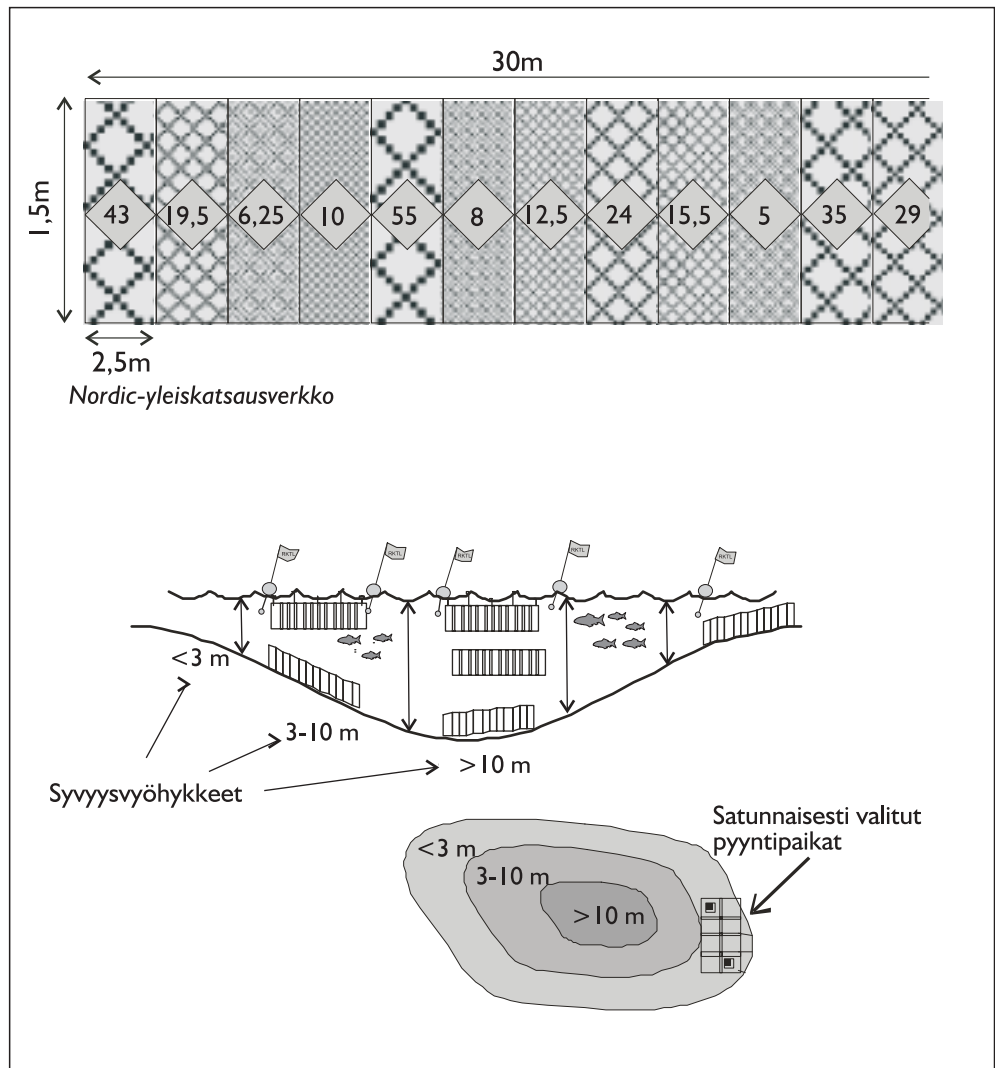 30m
1,5m
43 19,5 6,25 10 55 8 12,5 24 15,5 5 35 29
2,5m
Nordic-yleiskatsausverkko
RKTL RKTL RKTL RKTL RKTL
<3 m
3-10 m
>10 m
Syvyysvyöhykkeet
Satunnaisesti valitut
pyyntipaikat
<3 m
3-10 m
>10 m